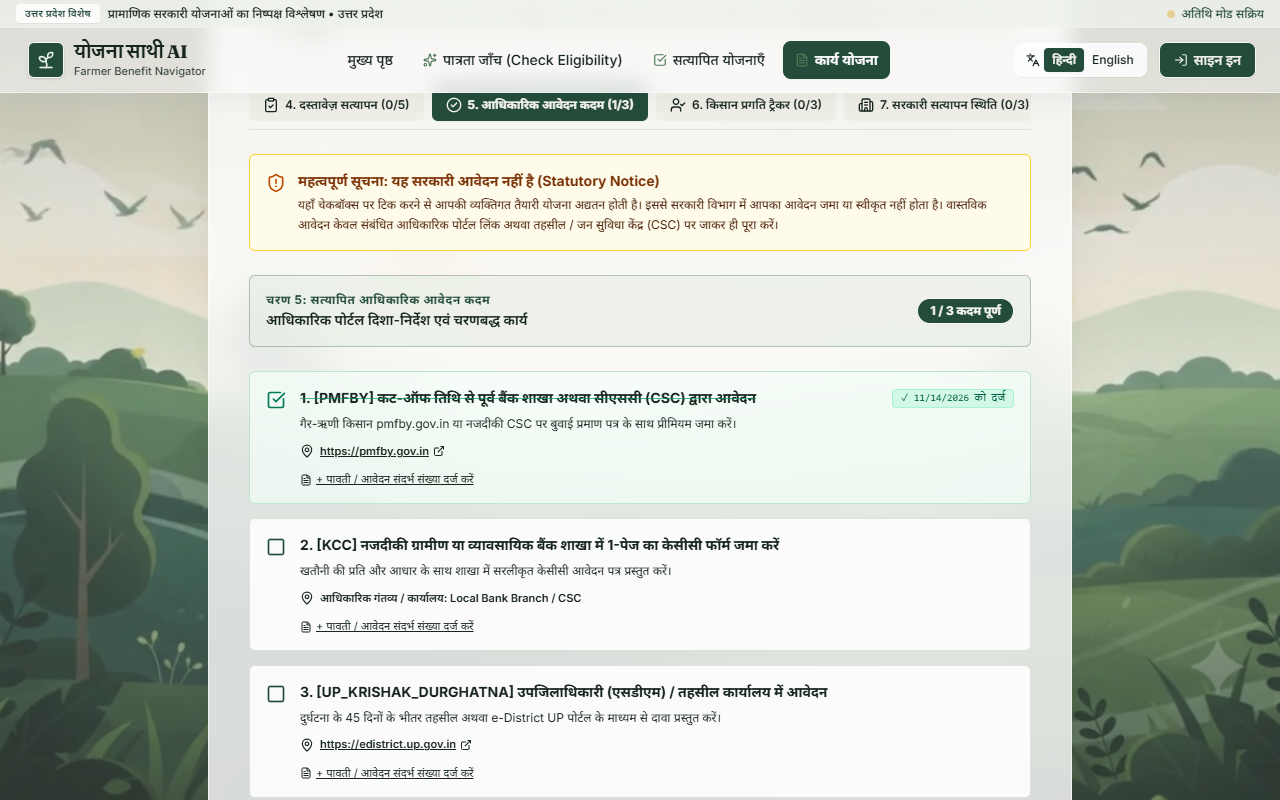 उत्तर प्रदेश विशेष प्रामाणिक सरकारी योजनाओं का निष्पक्ष विश्लेषण • उत्तर प्रदेश
अतिथि मोड सक्रिय
योजना साथी AI
Farmer Benefit Navigator
मुख्य पृष्ठ
पात्रता जाँच (Check Eligibility)
सत्यापित योजनाएँ
कार्य योजना
हिन्दी English
साइन इन
4. दस्तावेज़ सत्यापन (0/5)
5. आधिकारिक आवेदन कदम (1/3)
6. किसान प्रगति ट्रैकर (0/3)
7. सरकारी सत्यापन स्थिति (0/3)
महत्वपूर्ण सूचना: यह सरकारी आवेदन नहीं है (Statutory Notice)
यहाँ चेकबॉक्स पर टिक करने से आपकी व्यक्तिगत तैयारी योजना अद्यतन होती है। इससे सरकारी विभाग में आपका आवेदन जमा या स्वीकृत नहीं होता है। वास्तविक
आवेदन केवल संबंधित आधिकारिक पोर्टल लिंक अथवा तहसील / जन सुविधा केंद्र (CSC) पर जाकर ही पूरा करें।
चरण 5: सत्यापित आधिकारिक आवेदन कदम
आधिकारिक पोर्टल दिशा-निर्देश एवं चरणबद्ध कार्य
1 / 3 कदम पूर्ण
1. [PMFBY] कट-ऑफ तिथि से पूर्व बैंक शाखा अथवा सीएससी (CSC) द्वारा आवेदन
✓ 11/14/2026 को दर्ज
गैर-ऋणी किसान pmfby.gov.in या नजदीकी CSC पर बुवाई प्रमाण पत्र के साथ प्रीमियम जमा करें।
https://pmfby.gov.in
+ पावती / आवेदन संदर्भ संख्या दर्ज करें
2. [KCC] नजदीकी ग्रामीण या व्यावसायिक बैंक शाखा में 1-पेज का केसीसी फॉर्म जमा करें
खतौनी की प्रति और आधार के साथ शाखा में सरलीकृत केसीसी आवेदन पत्र प्रस्तुत करें।
आधिकारिक गंतव्य / कार्यालय: Local Bank Branch / CSC
+ पावती / आवेदन संदर्भ संख्या दर्ज करें
3. [UP_KRISHAK_DURGHATNA] उपजिलाधिकारी (एसडीएम) / तहसील कार्यालय में आवेदन
दुर्घटना के 45 दिनों के भीतर तहसील अथवा e-District UP पोर्टल के माध्यम से दावा प्रस्तुत करें।
https://edistrict.up.gov.in
+ पावती / आवेदन संदर्भ संख्या दर्ज करें